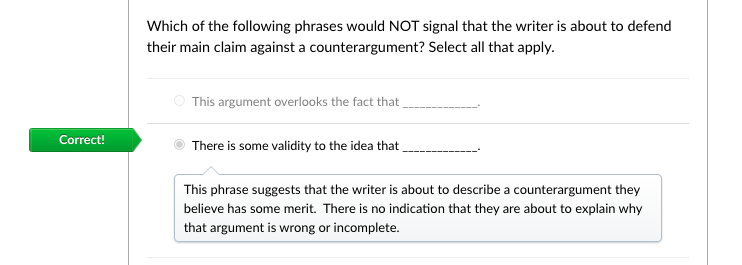 Which of the following phrases would NOT signal that the writer is about to defend
their main claim against a counterargument? Select all that apply.
This argument overlooks the fact that _____________.
Correct!
There is some validity to the idea that _____________.
This phrase suggests that the writer is about to describe a counterargument they
believe has some merit.  There is no indication that they are about to explain why
that argument is wrong or incomplete.